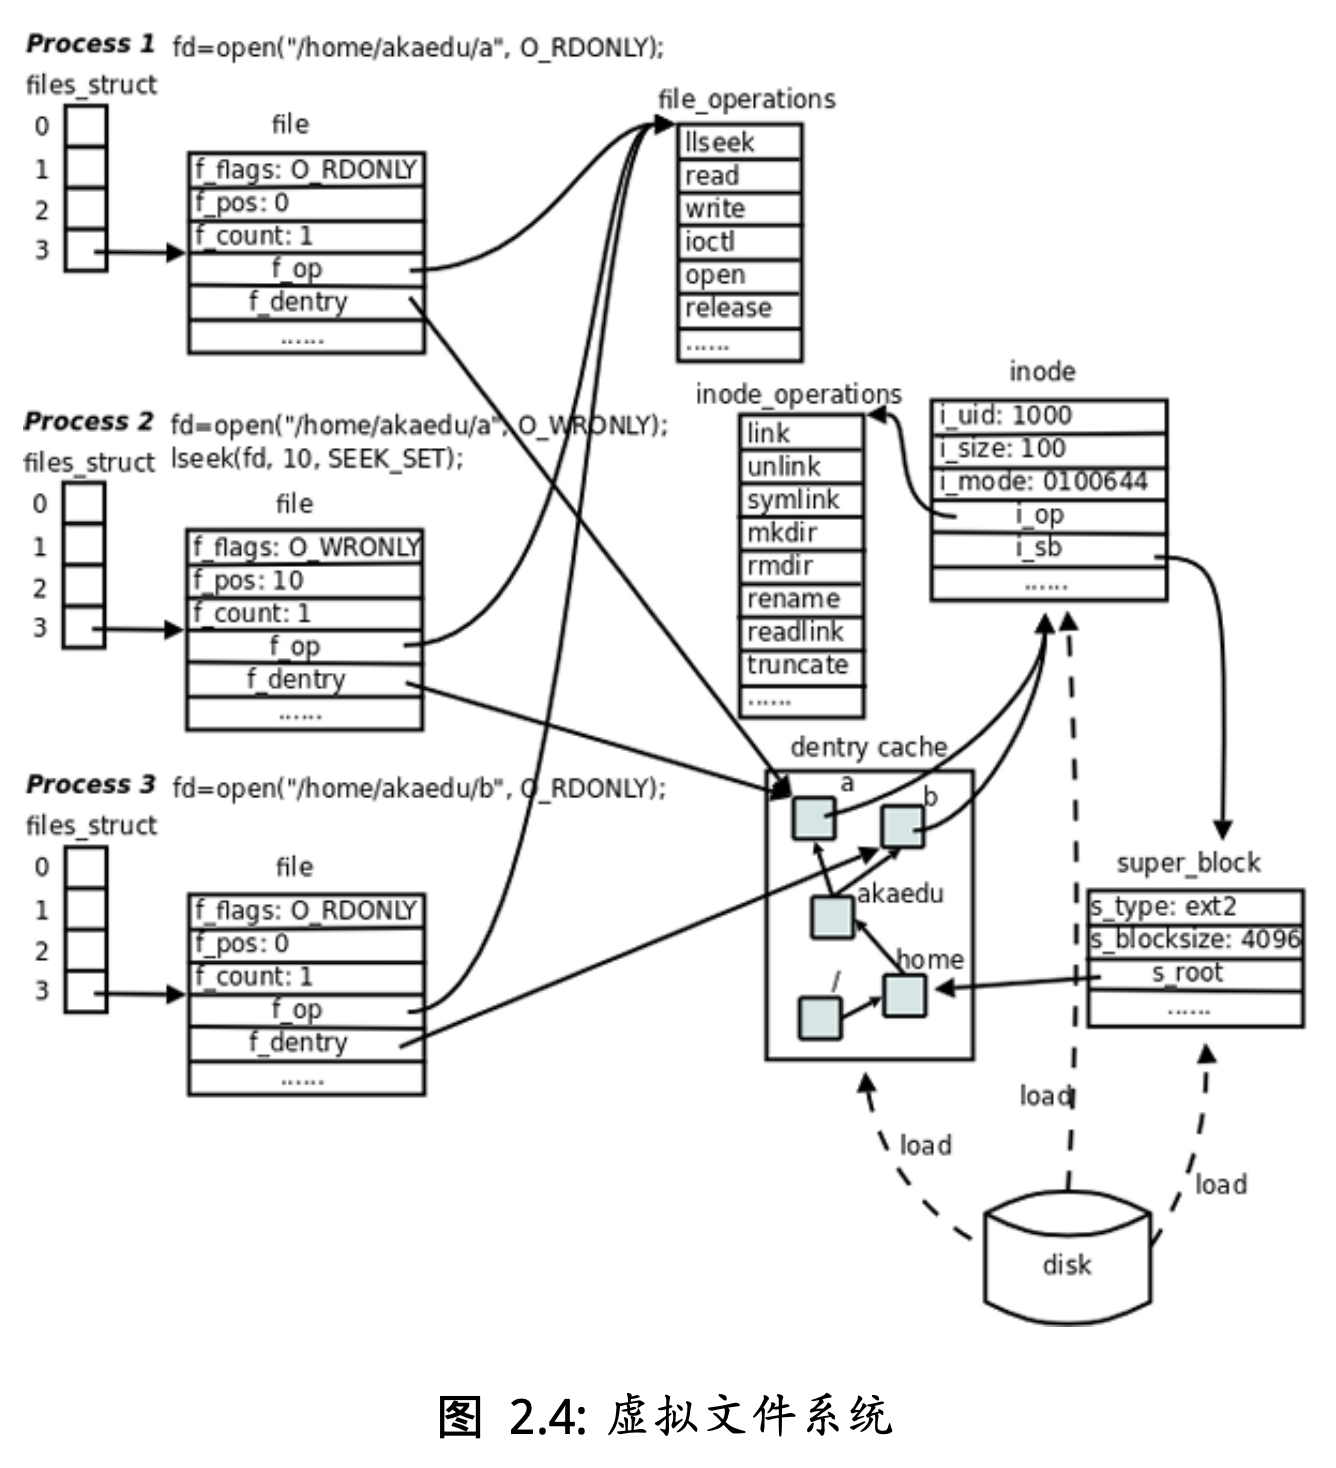 Process 1 fd=open("/home/akaedu/a", O_RDONLY);
files_struct
0
1
2
3
file
f_flags: O_RDONLY
f_pos: 0
f_count: 1
f_op
f_dentry
......
file_operations
llseek
read
write
ioctl
open
release
......
Process 2 fd=open("/home/akaedu/a", O_WRONLY);
lseek(fd, 10, SEEK_SET);
files_struct
0
1
2
3
file
f_flags: O_WRONLY
f_pos: 10
f_count: 1
f_op
f_dentry
......
inode_operations
link
unlink
symlink
mkdir
rmdir
rename
readlink
truncate
......
inode
i_uid: 1000
i_size: 100
i_mode: 0100644
i_op
i_sb
......
Process 3 fd=open("/home/akaedu/b", O_RDONLY);
files_struct
0
1
2
3
file
f_flags: O_RDONLY
f_pos: 0
f_count: 1
f_op
f_dentry
......
dentry cache
a
b
akaedu
home
/
super_block
s_type: ext2
s_blocksize: 4096
s_root
......
load
load
load
disk
图 2.4: 虚拟文件系统